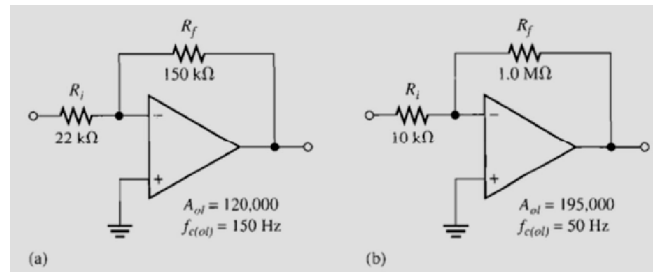 R_f
150 kΩ
R_i
22 kΩ
−
+
A_ol = 120,000
f_c(ol) = 150 Hz
(a)
R_f
1.0 MΩ
R_i
10 kΩ
−
+
A_ol = 195,000
f_c(ol) = 50 Hz
(b)